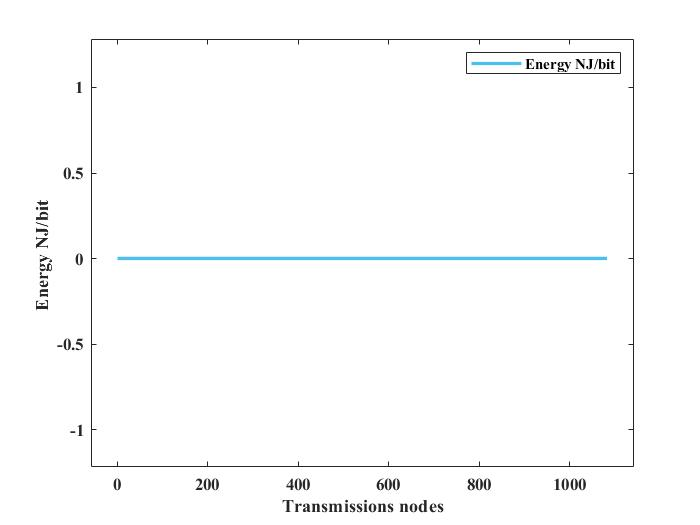 Energy NJ/bit
1
0.5
0
-0.5
-1
Energy NJ/bit
0 200 400 600 800 1000
Transmissions nodes